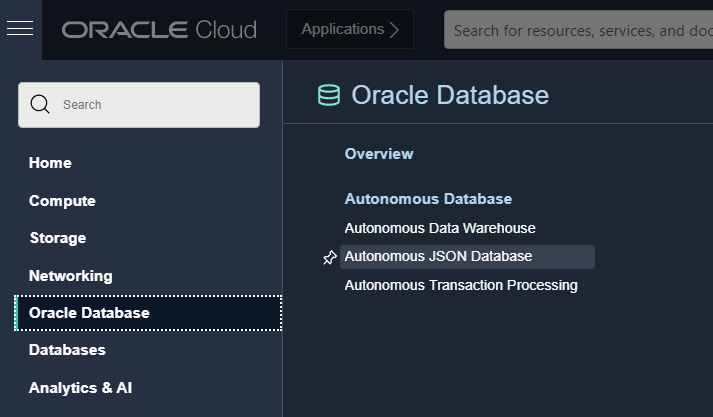 ORACLE Cloud
Applications
Search for resources, services, and doc
Search
Home
Compute
Storage
Networking
Oracle Database
Databases
Analytics & AI
Oracle Database
Overview
Autonomous Database
Autonomous Data Warehouse
Autonomous JSON Database
Autonomous Transaction Processing